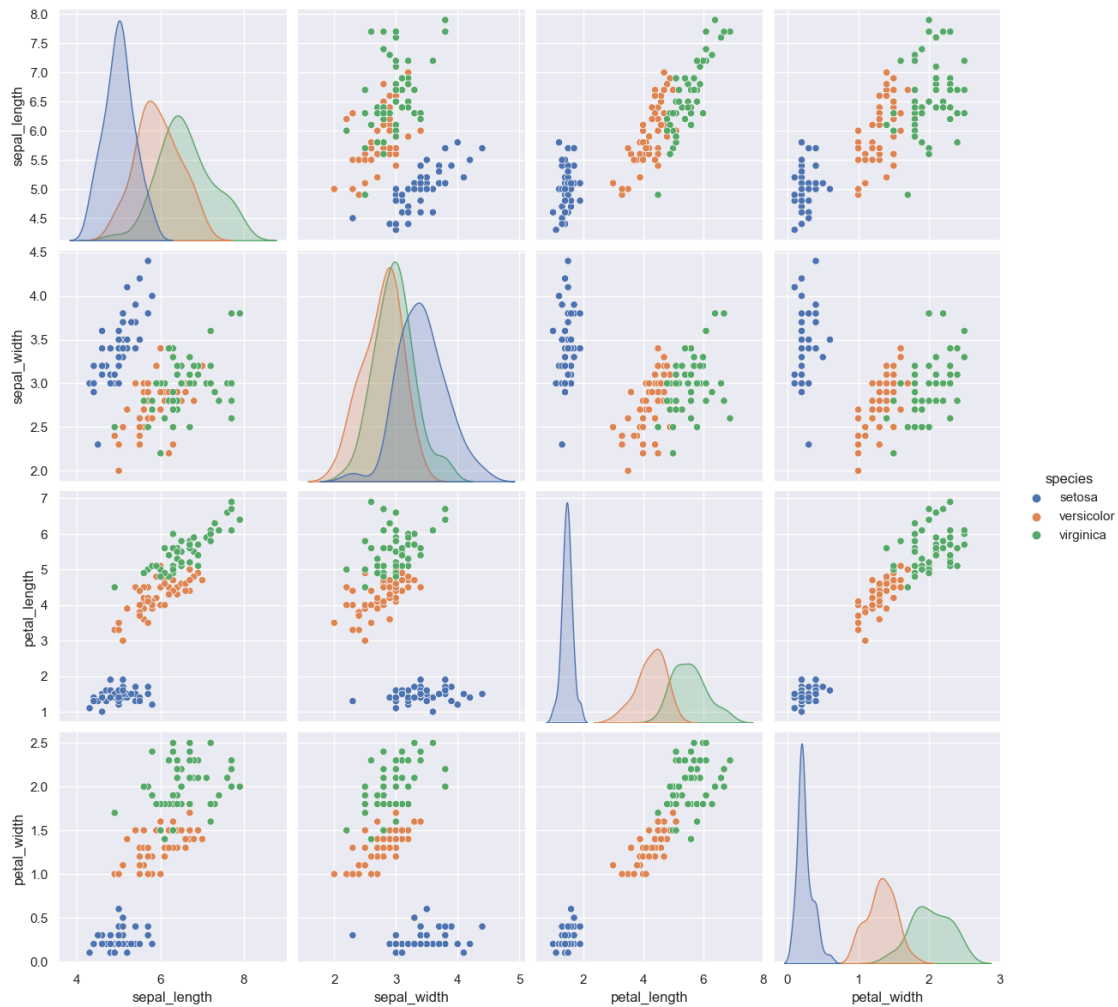 8.0
7.5
7.0
6.5
6.0
5.5
5.0
4.5
sepal_length
4.5
4.0
3.5
3.0
2.5
2.0
sepal_width
species
setosa
versicolor
virginica
7
6
5
4
3
2
1
petal_length
2.5
2.0
1.5
1.0
0.5
0.0
petal_width
4 6 8
sepal_length
2 3 4 5
sepal_width
0 2 4 6 8
petal_length
0 1 2 3
petal_width